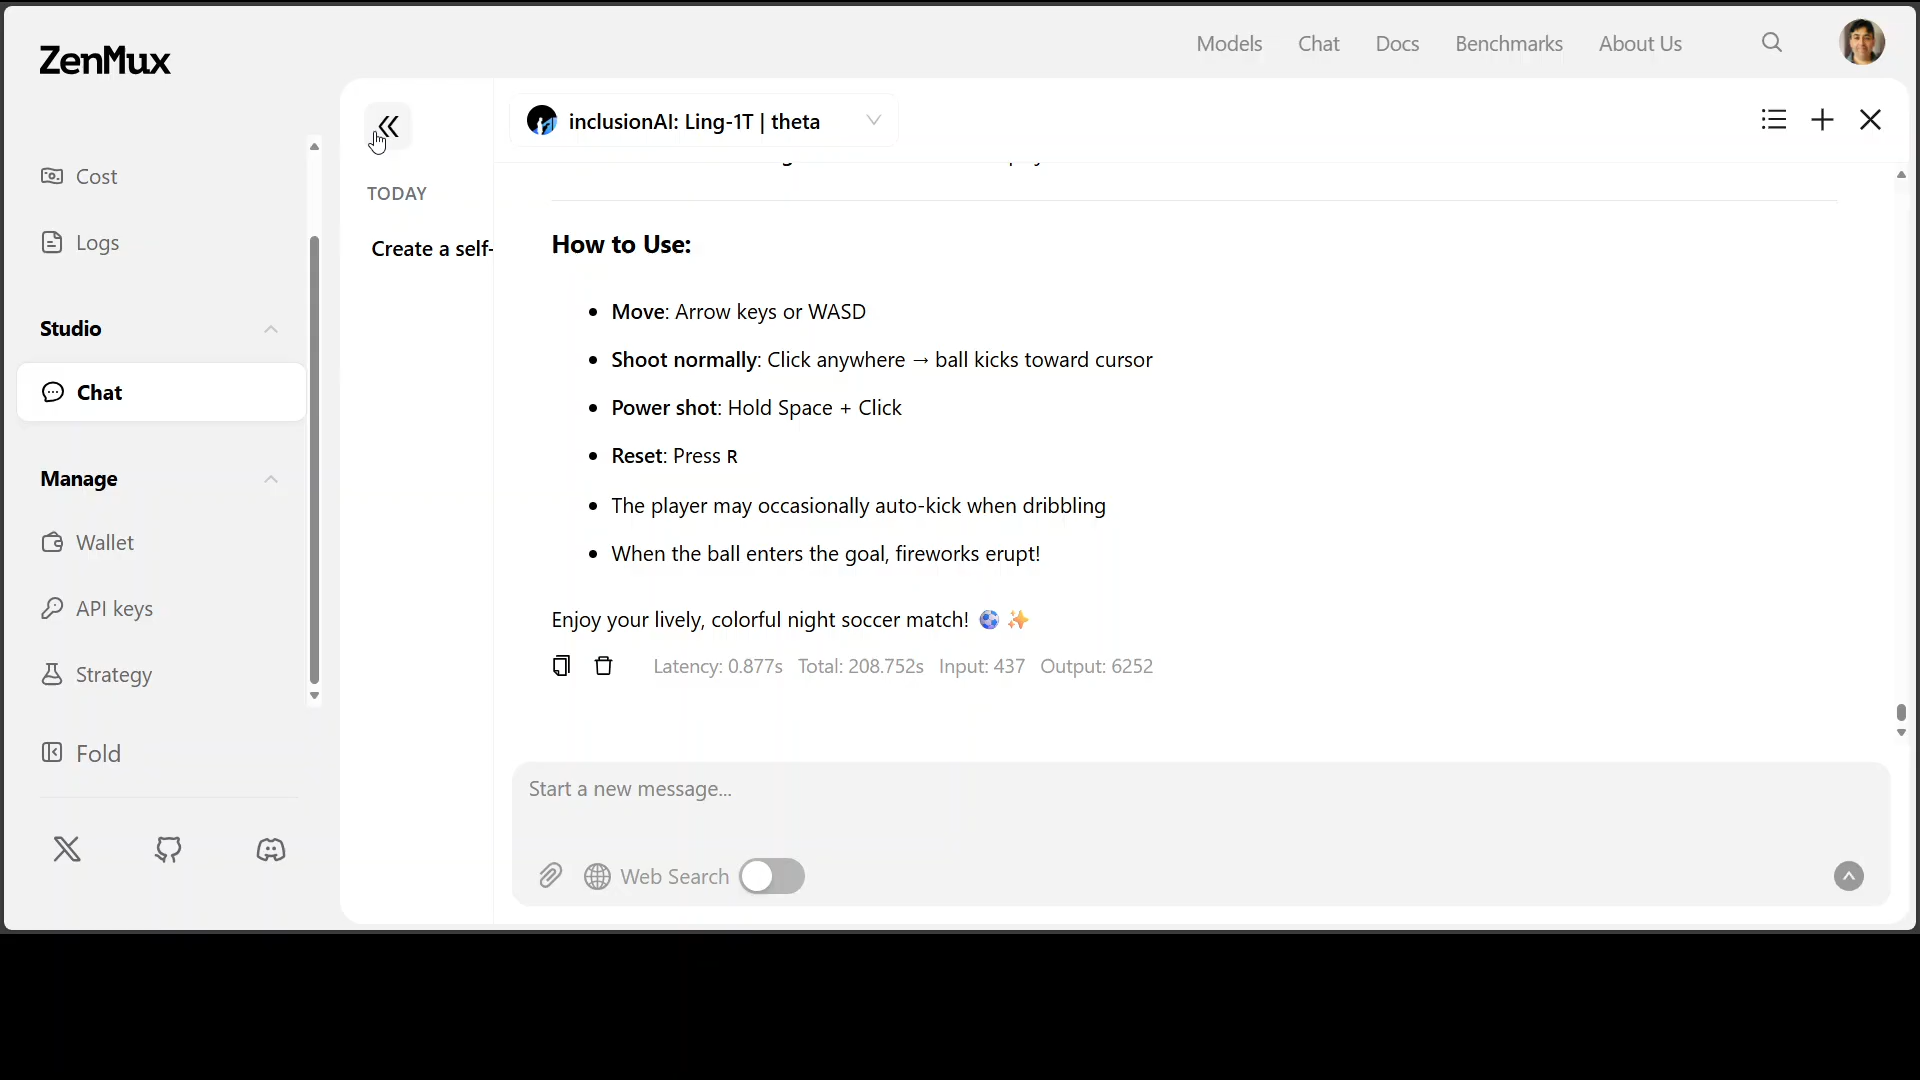 ZenMux
Models
Chat
Docs
Benchmarks
About Us
Cost
Logs
Studio
Chat
Manage
Wallet
API keys
Strategy
Fold
TODAY
Create a self-
inclusionAI: Ling-1T | theta
How to Use:
• Move: Arrow keys or WASD
• Shoot normally: Click anywhere → ball kicks toward cursor
• Power shot: Hold Space + Click
• Reset: Press R
• The player may occasionally auto-kick when dribbling
• When the ball enters the goal, fireworks erupt!
Enjoy your lively, colorful night soccer match! ⚽ ✨
Latency: 0.877s Total: 208.752s Input: 437 Output: 6252
Start a new message...
Web Search